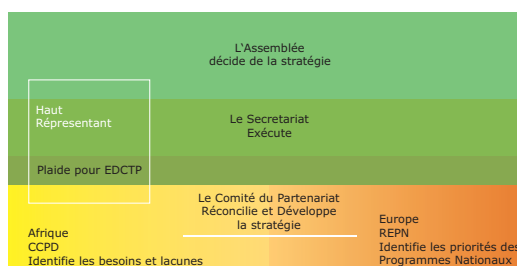 L'Assemblée
décide de la stratégie
Haut
Répresentant
Le Secretariat
Exécute
Plaide pour EDCTP
Le Comité du Partenariat
Réconcilie et Développe
la stratégie
Afrique
CCPD
Identifie les besoins et lacunes
Europe
REPN
Identifie les priorités des
Programmes Nationaux